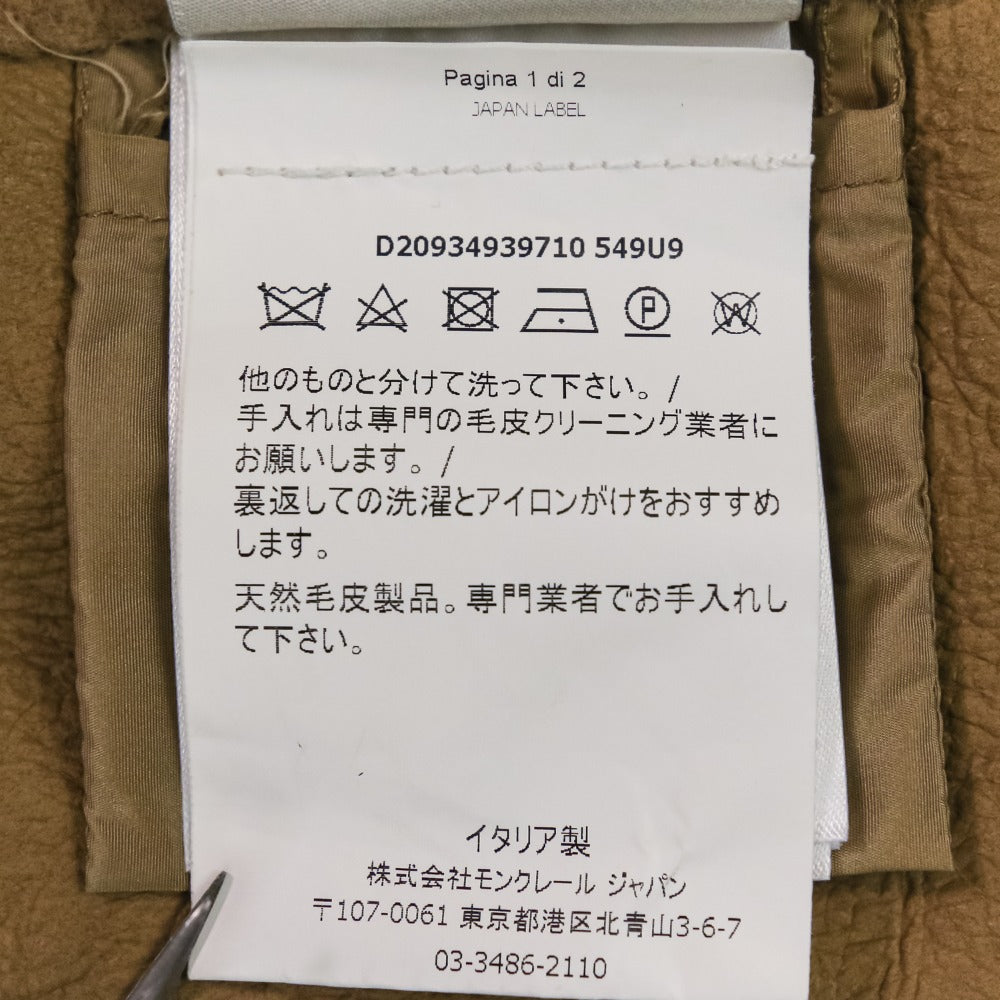 Pagina 1 di 2
JAPAN LABEL
D20934939710 549U9
P W
他のものと分けて洗って下さい。/
手入れは専門の毛皮クリーニング業者に
お願いします。/
裏返しての洗濯とアイロンがけをおすすめ
します。
天然毛皮製品。専門業者でお手入れし
て下さい。
イタリア製
株式会社モンクレール ジャパン
〒107-0061 東京都港区北青山3-6-7
03-3486-2110